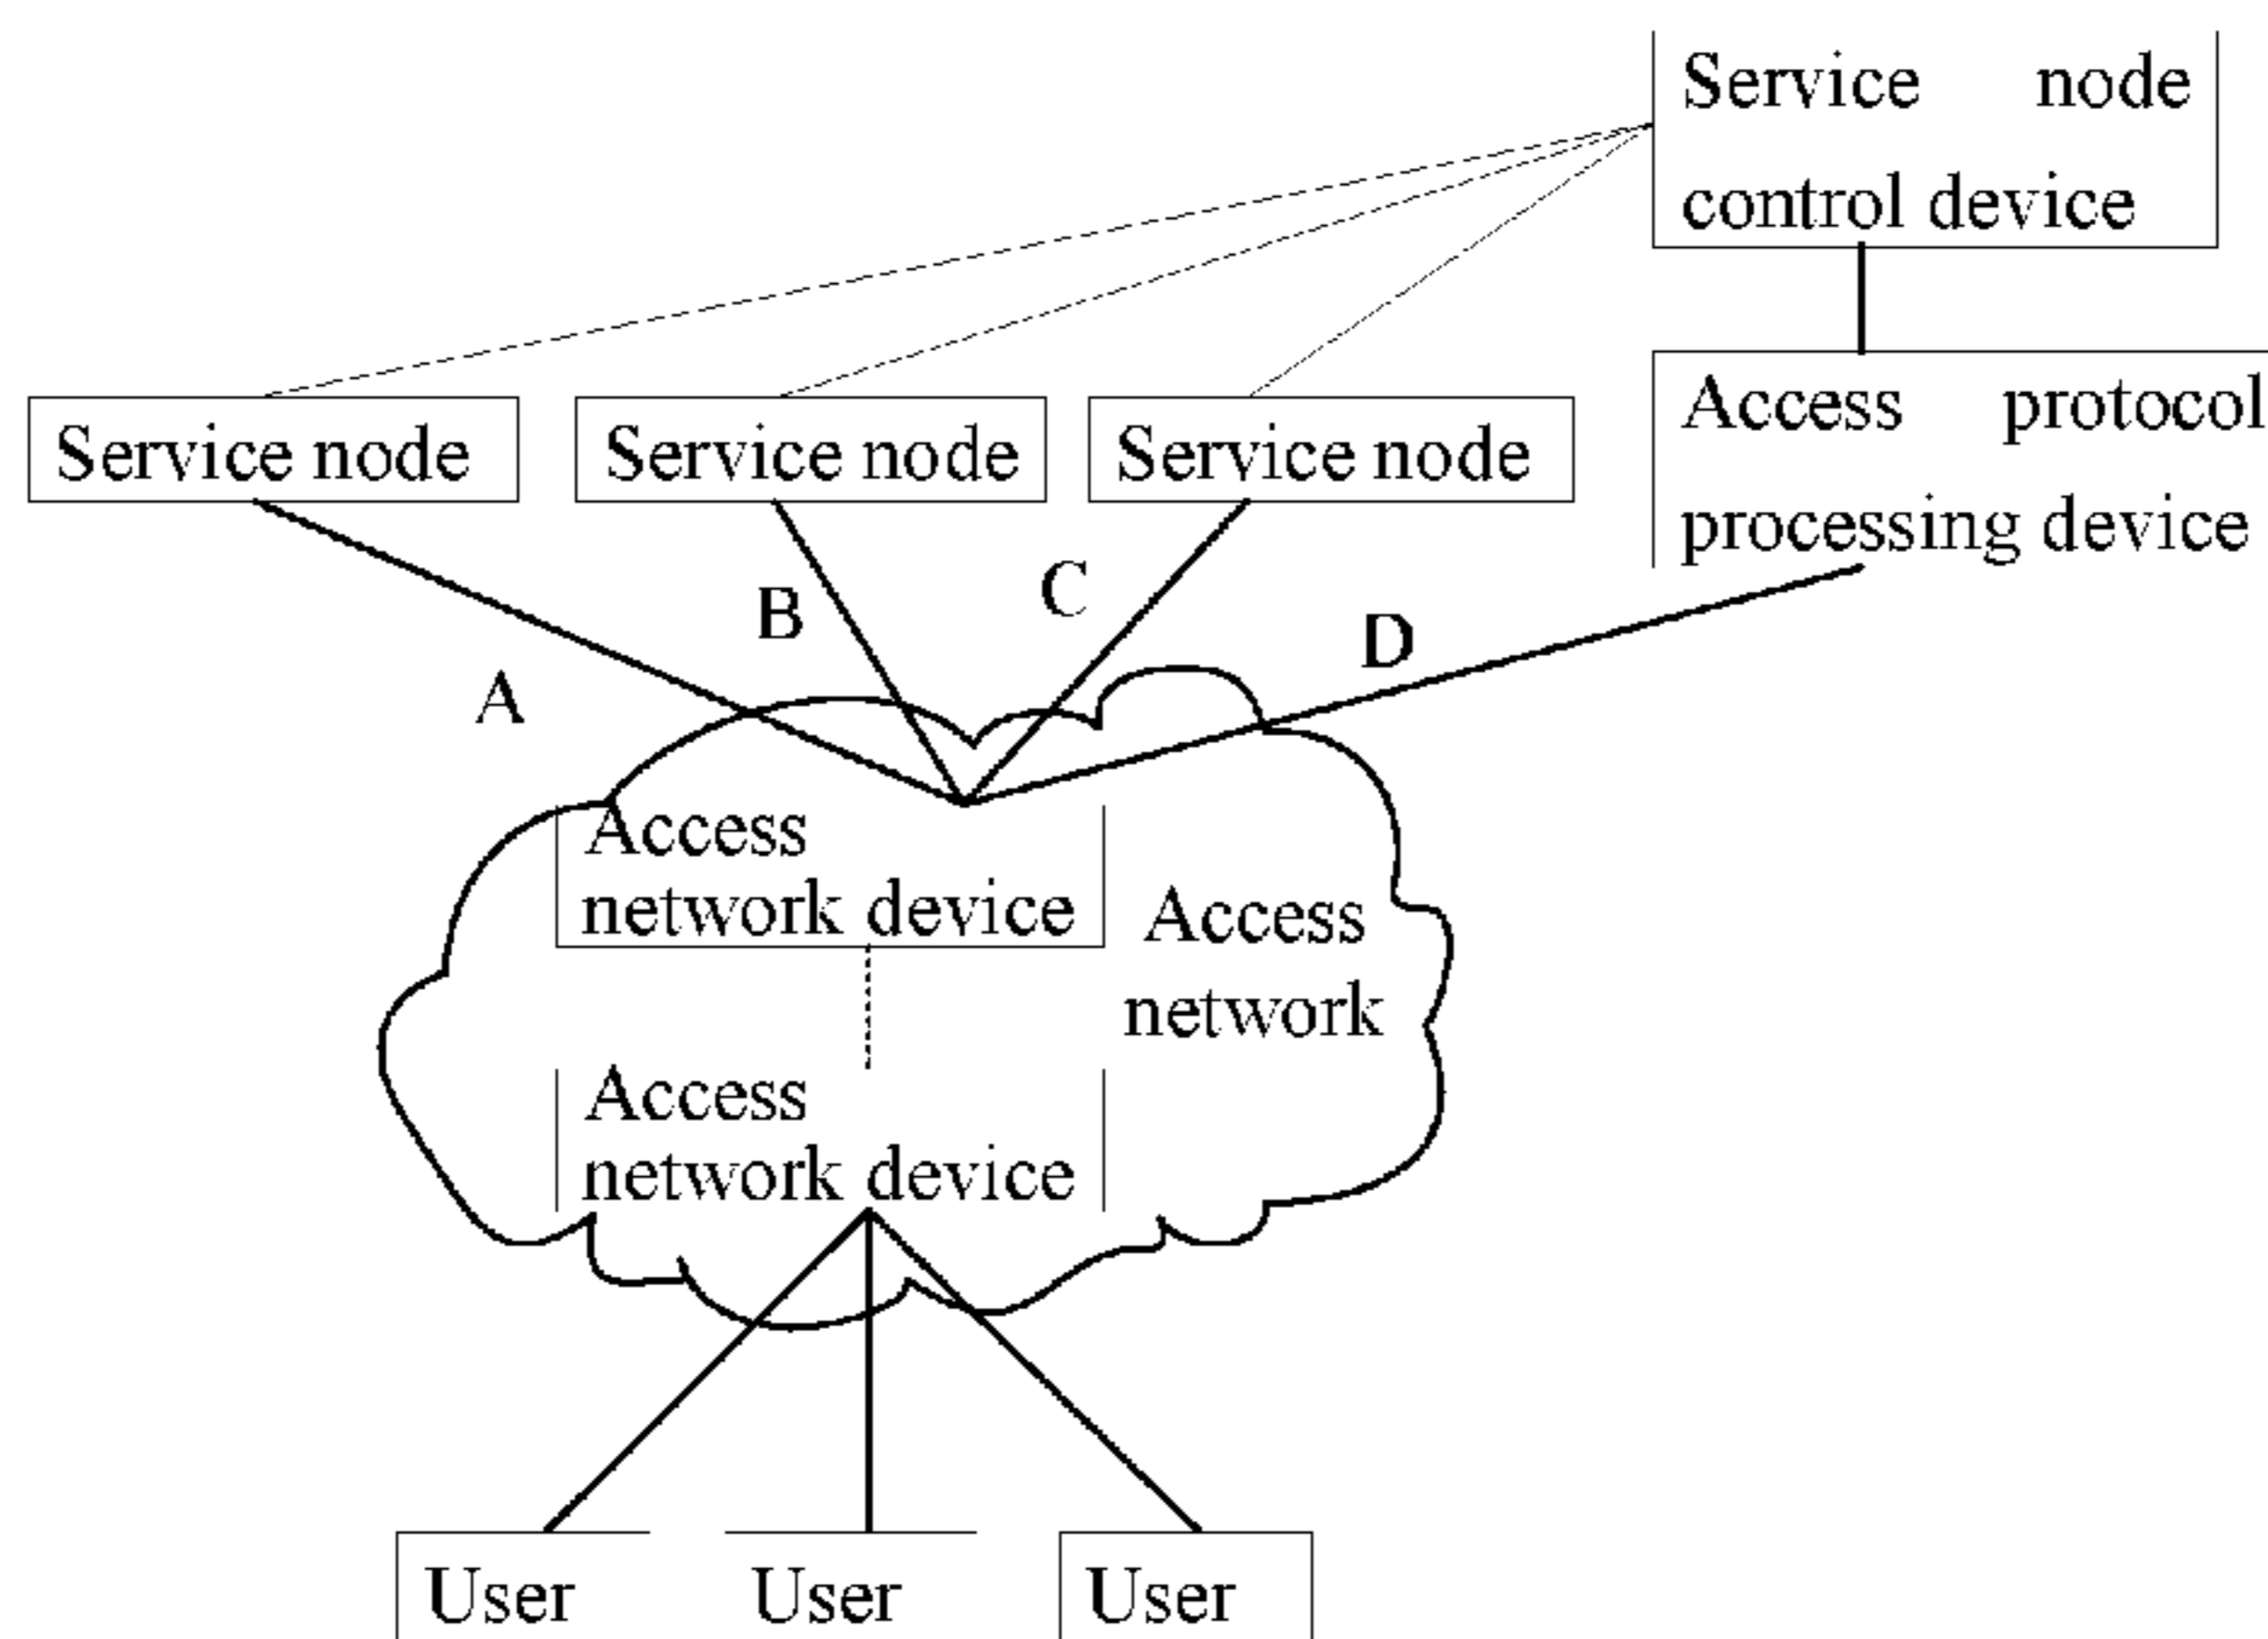 Service node
control device
Service node
Service node
Service node
Access protocol
processing device
A
B
C
D
Access
network device
Access
network
Access
network device
User
User
User